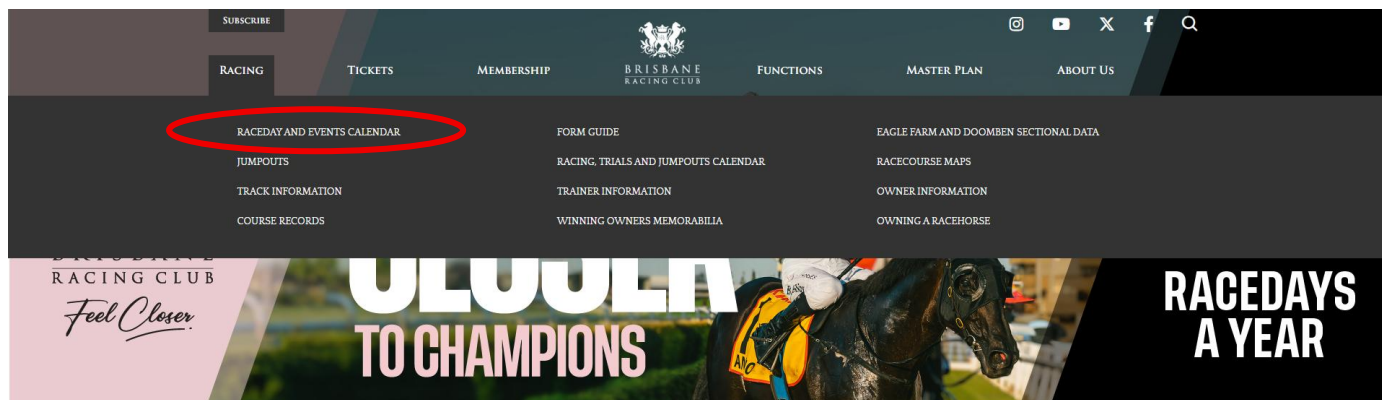 SUBSCRIBE
RACING TICKETS MEMBERSHIP BRISBANE FUNCTIONS MASTER PLAN ABOUT US
RACING CLUB
RACEDAY AND EVENTS CALENDAR FORM GUIDE EAGLE FARM AND DOOMBEN SECTIONAL DATA
JUMPOUTS RACING, TRIALS AND JUMPOUTS CALENDAR RACECOURSE MAPS
TRACK INFORMATION TRAINER INFORMATION OWNER INFORMATION
COURSE RECORDS WINNING OWNERS MEMORABILIA OWNING A RACEHORSE
BRISBANE
RACING CLUB
Feel Closer.
CLOSER
TO CHAMPIONS
RACEDAYS
A YEAR